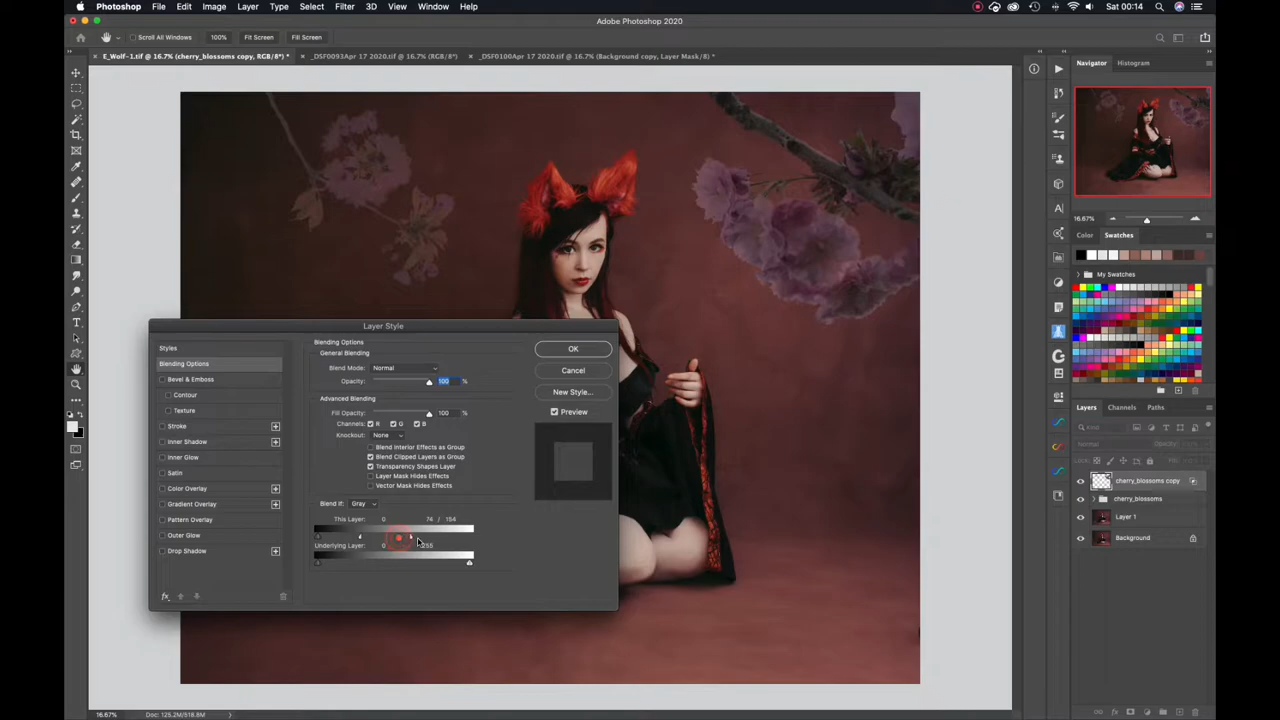 Photoshop File Edit Image Layer Type Select Filter 3D View Window Help
Sat 00:14
Adobe Photoshop 2020
Scroll All Windows 100% Fit Screen Fill Screen
E_Wolf-1.tif @ 16.7% (cherry_blossoms copy, RGB/8*) *
_DSF0093Apr 17 2020.tif @ 16.7% (RGB/8*)
_DSF0100Apr 17 2020.tif @ 16.7% (Background copy, Layer Mask/8) *
Navigator Histogram
16.67%
Color Swatches
My Swatches
Layers Channels Paths
Kind
Normal
cherry_blossoms copy
cherry_blossoms
Layer 1
Background
Layer Style
Styles
Blending Options
Bevel & Emboss
Contour
Texture
Stroke
Inner Shadow
Inner Glow
Satin
Color Overlay
Gradient Overlay
Pattern Overlay
Outer Glow
Drop Shadow
fx
Blending Options
General Blending
Blend Mode: Normal
Opacity: 100 %
Advanced Blending
Fill Opacity: 100 %
Channels: R G B
Knockout: None
Blend Interior Effects as Group
Blend Clipped Layers as Group
Transparency Shapes Layer
Layer Mask Hides Effects
Vector Mask Hides Effects
Blend If: Gray
This Layer: 0 74 / 154
Underlying Layer: 0 255
OK
Cancel
New Style...
Preview
16.67% Doc: 125.2M/518.8M